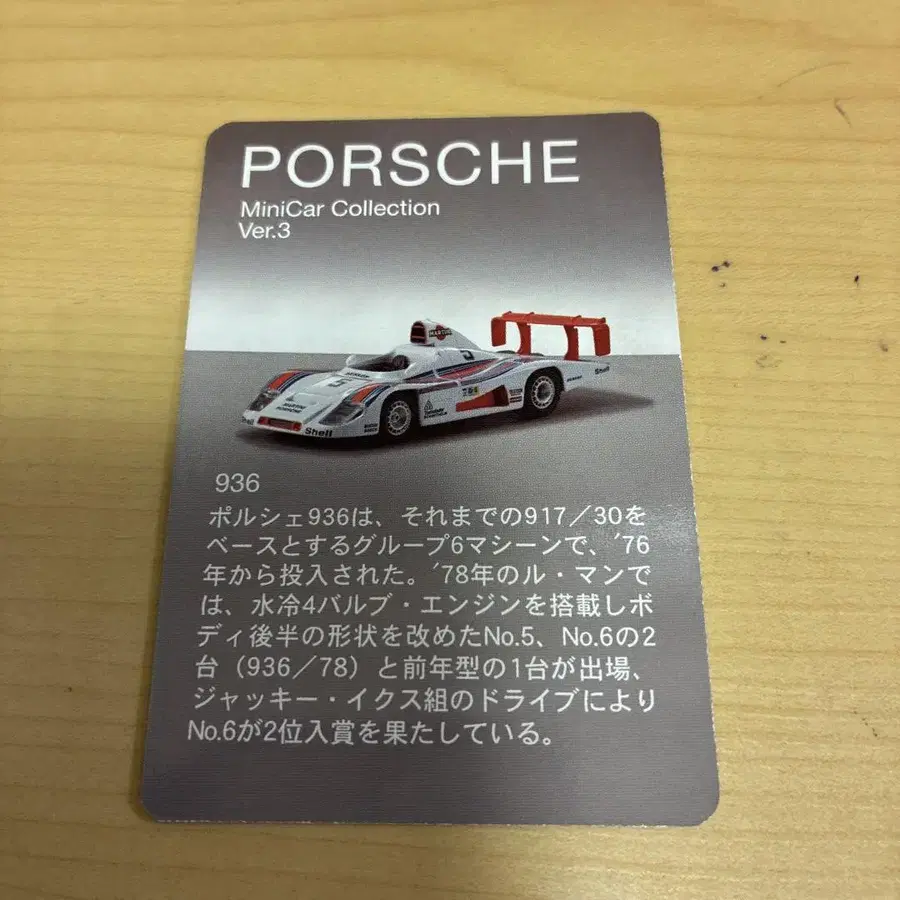 PORSCHE
MiniCar Collection
Ver.3
MARTINI
5
5
Shell
Shell
936
ポルシェ936は、それまでの917／30を
ベースとするグループ6マシーンで、'76
年から投入された。'78年のル・マンで
は、水冷4バルブ・エンジンを搭載しボ
ディ後半の形状を改めたNo.5、No.6の2
台（936／78）と前年型の1台が出場、
ジャッキー・イクス組のドライブにより
No.6が2位入賞を果たしている。